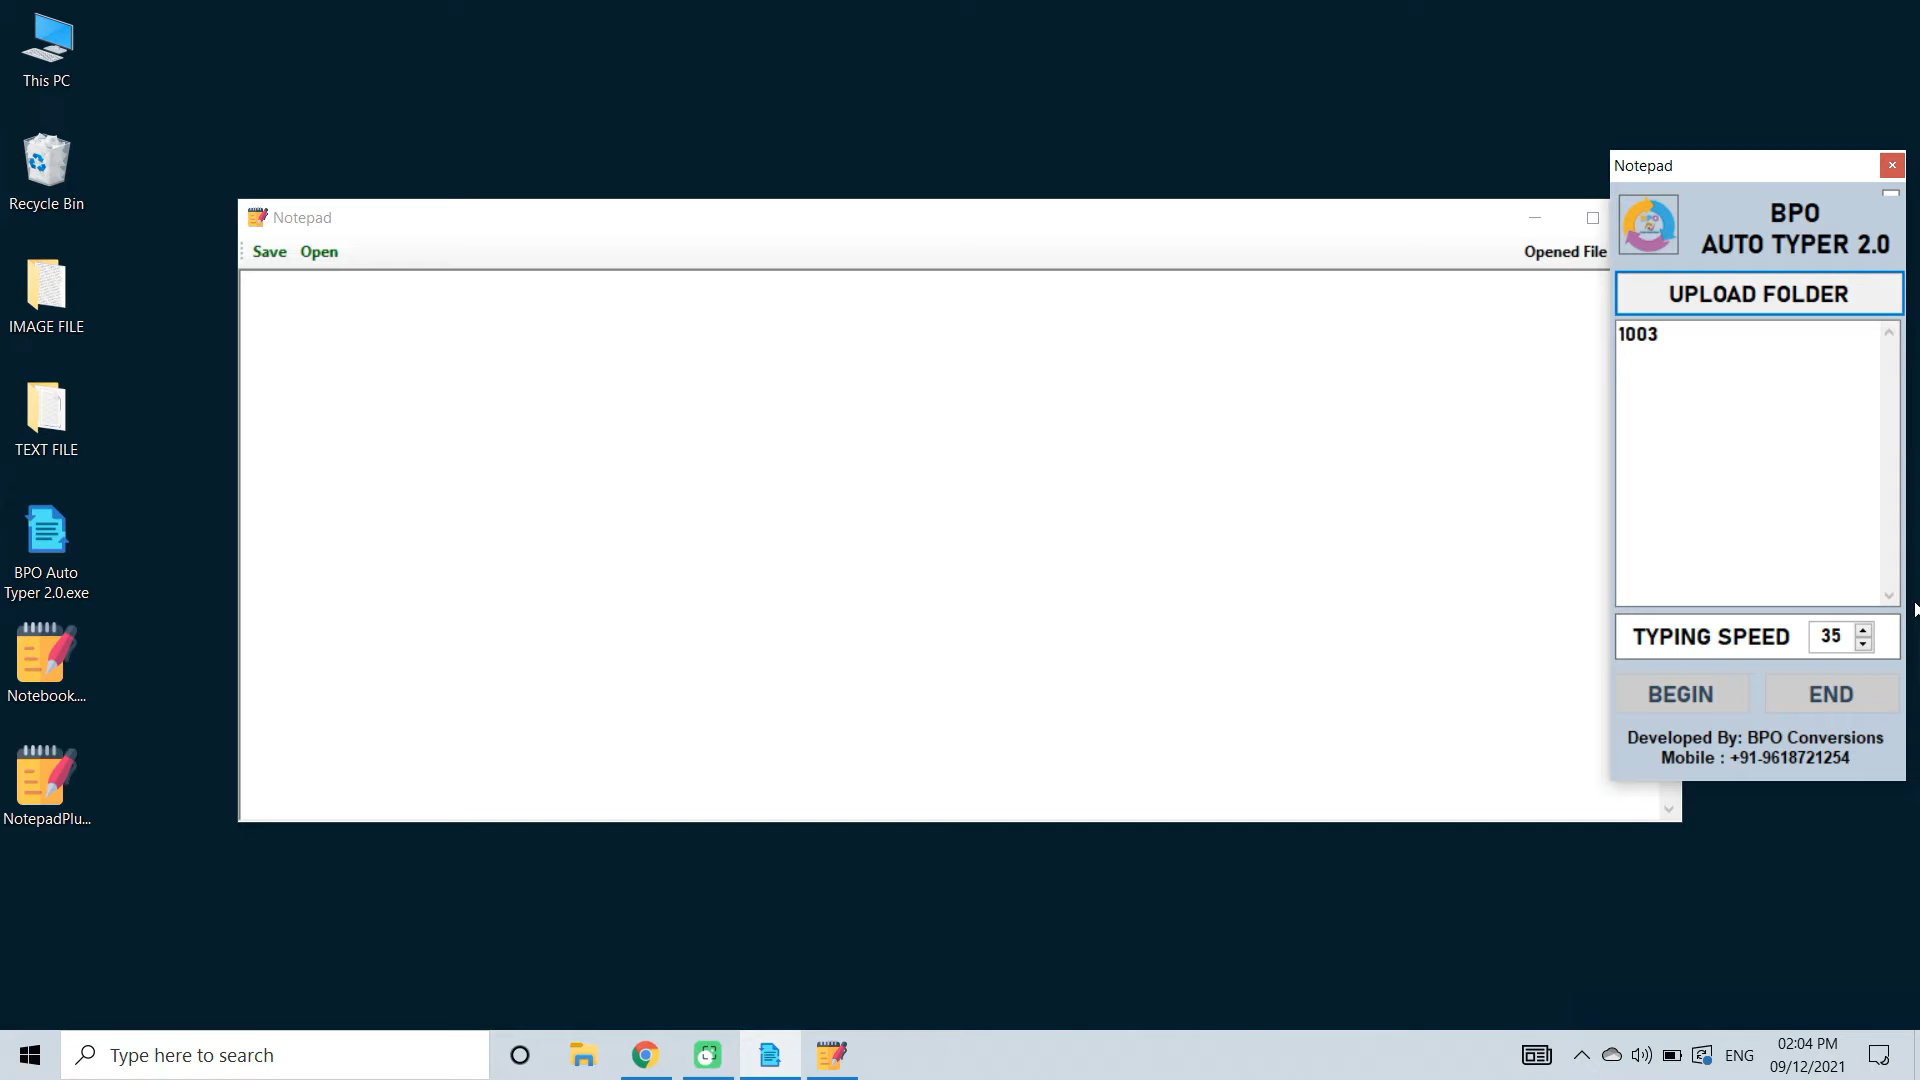 This PC
Recycle Bin
IMAGE FILE
TEXT FILE
BPO Auto
Typer 2.0.exe
Notebook....
NotepadPlu...
Notepad
Save Open
Opened File
Notepad
BPO
AUTO TYPER 2.0
UPLOAD FOLDER
1003
TYPING SPEED 35
BEGIN END
Developed By: BPO Conversions
Mobile : +91-9618721254
Type here to search
ENG
02:04 PM
09/12/2021